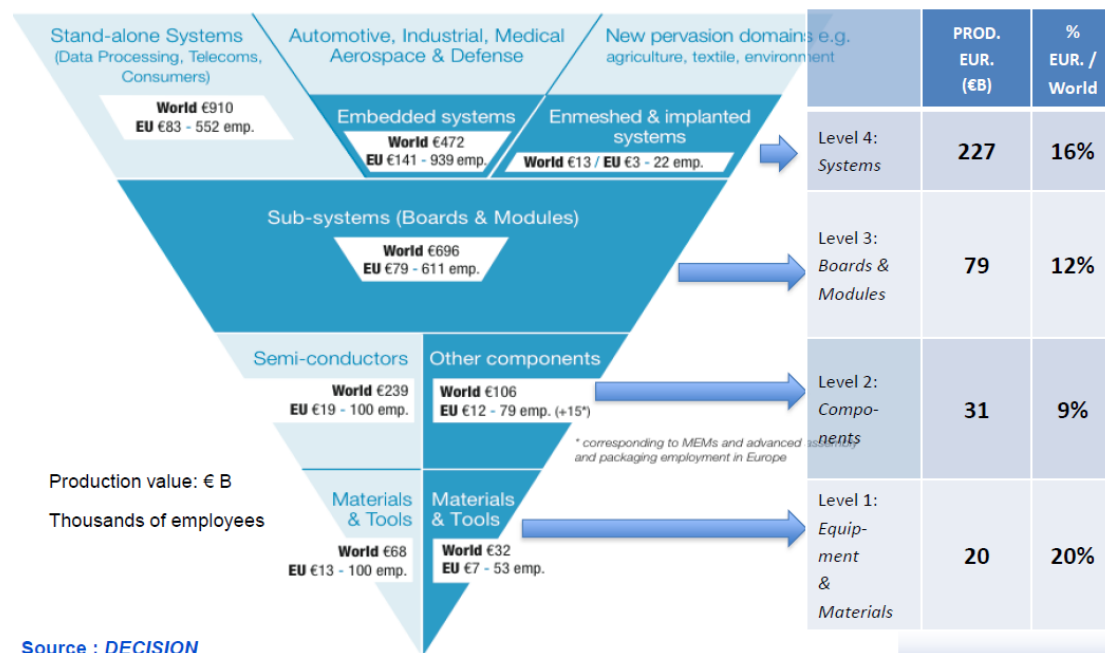 Stand-alone Systems
(Data Processing, Telecoms,
Consumers)
World €910
EU €83 - 552 emp.
Automotive, Industrial, Medical
Aerospace & Defense
New pervasion domains e.g.
agriculture, textile, environment
Embedded systems
World €472
EU €141 - 939 emp.
Enmeshed & implanted
systems
World €13 / EU €3 - 22 emp.
Sub-systems (Boards & Modules)
World €696
EU €79 - 611 emp.
Semi-conductors
World €239
EU €19 - 100 emp.
Other components
World €106
EU €12 - 79 emp. (+15*)
* corresponding to MEMs and advanced assembly
and packaging employment in Europe
Materials
& Tools
World €68
EU €13 - 100 emp.
Materials
& Tools
World €32
EU €7 - 53 emp.
Production value: € B
Thousands of employees
Source : DECISION
PROD.
EUR.
(€B)
%
EUR. /
World
Level 4:
Systems
227
16%
Level 3:
Boards &
Modules
79
12%
Level 2:
Compo-
nents
31
9%
Level 1:
Equip-
ment
&
Materials
20
20%